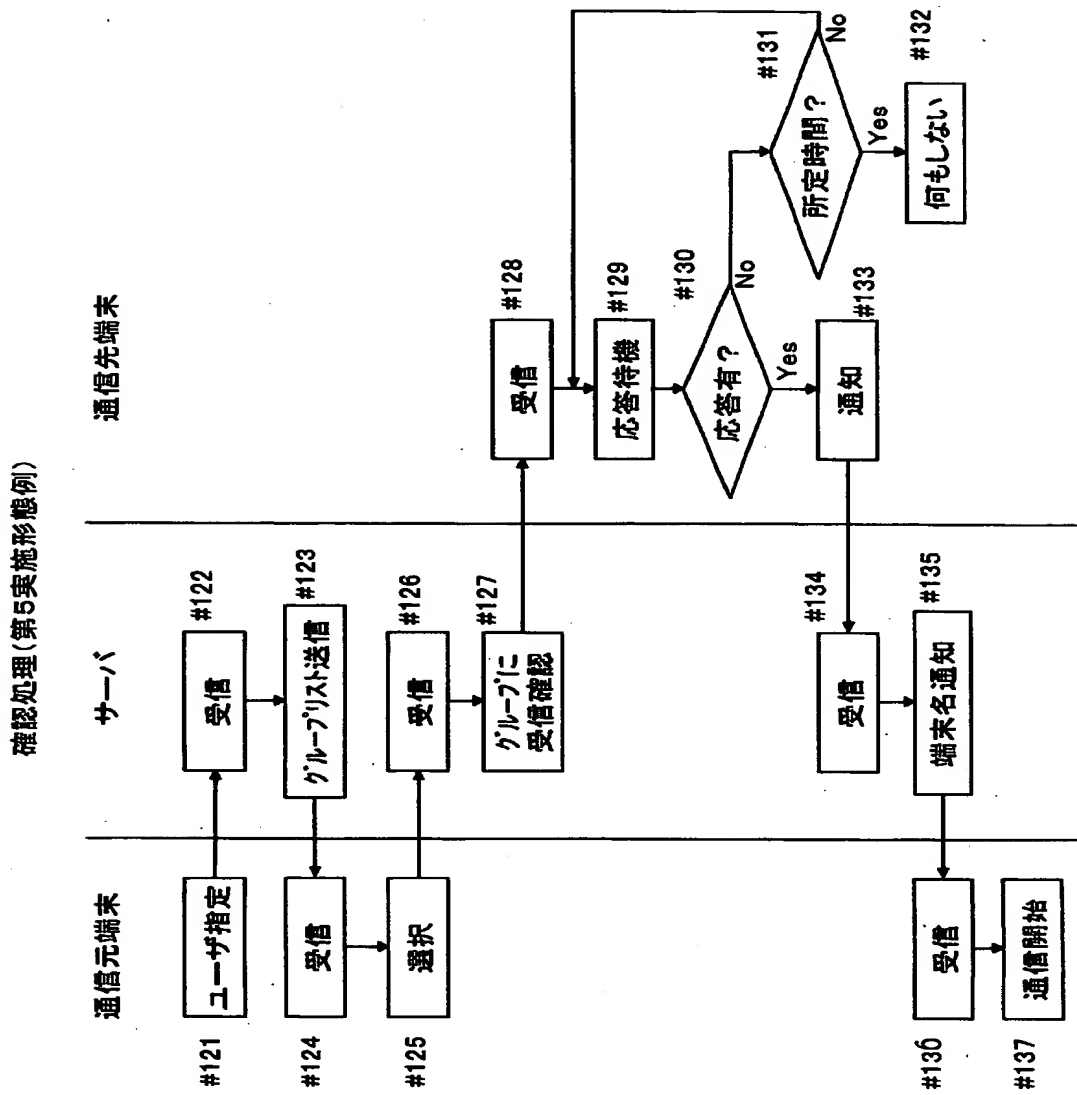 確認処理(第5実施形態例)
通信元端末
サーバ
通信先端末
#121
ユーザ指定
受信
#122
グループリスト送信
#123
#124
受信
#125
選択
受信
#126
グループに
受信確認
#127
受信
#128
応答待機
#129
応答有?
#130
No
Yes
所定時間?
#131
No
Yes
何もしない
#132
通知
#133
#134
受信
端末名通知
#135
#136
受信
#137
通信開始